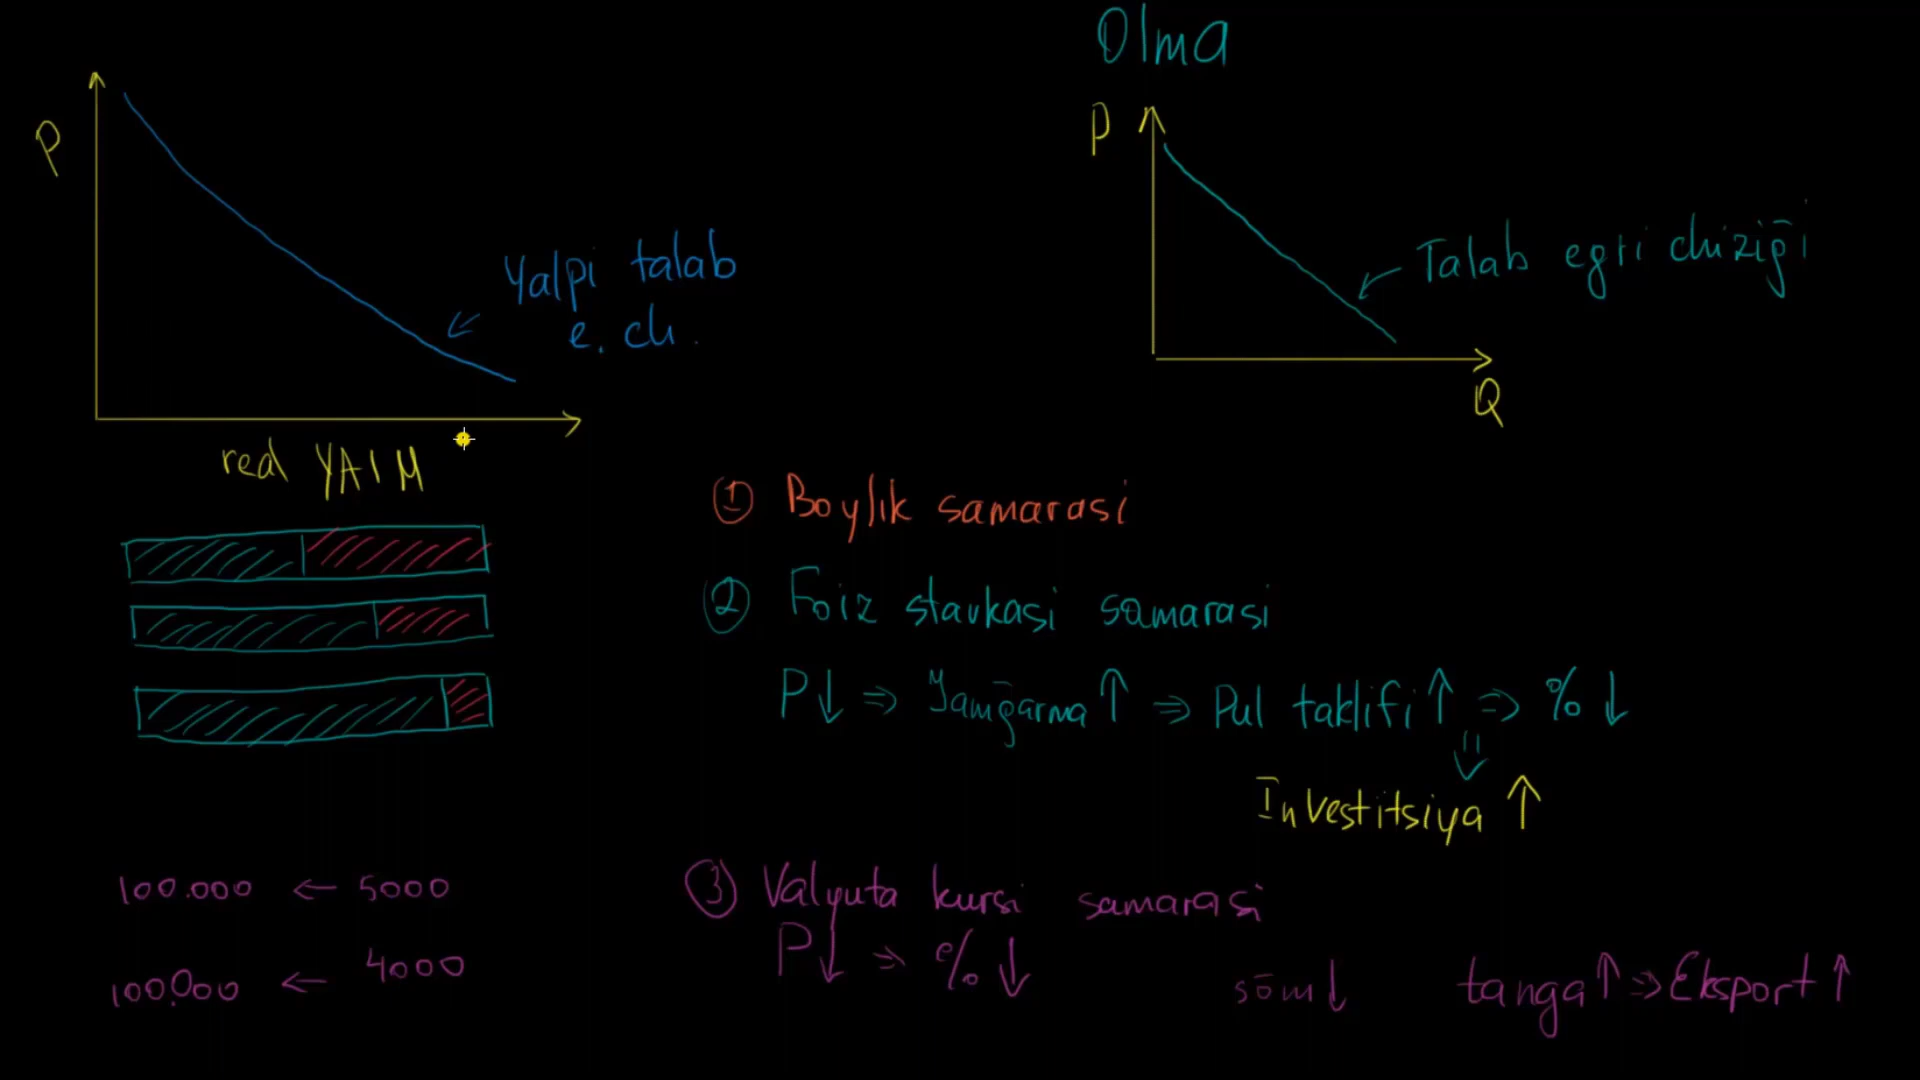 Olma
P
P
Talab egri chizig̅i
Yalpi talab
e. ch.
Q
real YAIM
① Boylik samarasi
② Foiz stavkasi samarasi
P↓ ⇒ Jamg̅arma ↑ ⇒ Pul taklifi ↑ ⇒ % ↓
⇓
Investitsiya ↑
100.000 ← 5000
③ Valyuta kursi samarasi
P↓ ⇒ % ↓
100.000 ← 4000
sōm↓ tanga↑ ⇒ Eksport ↑